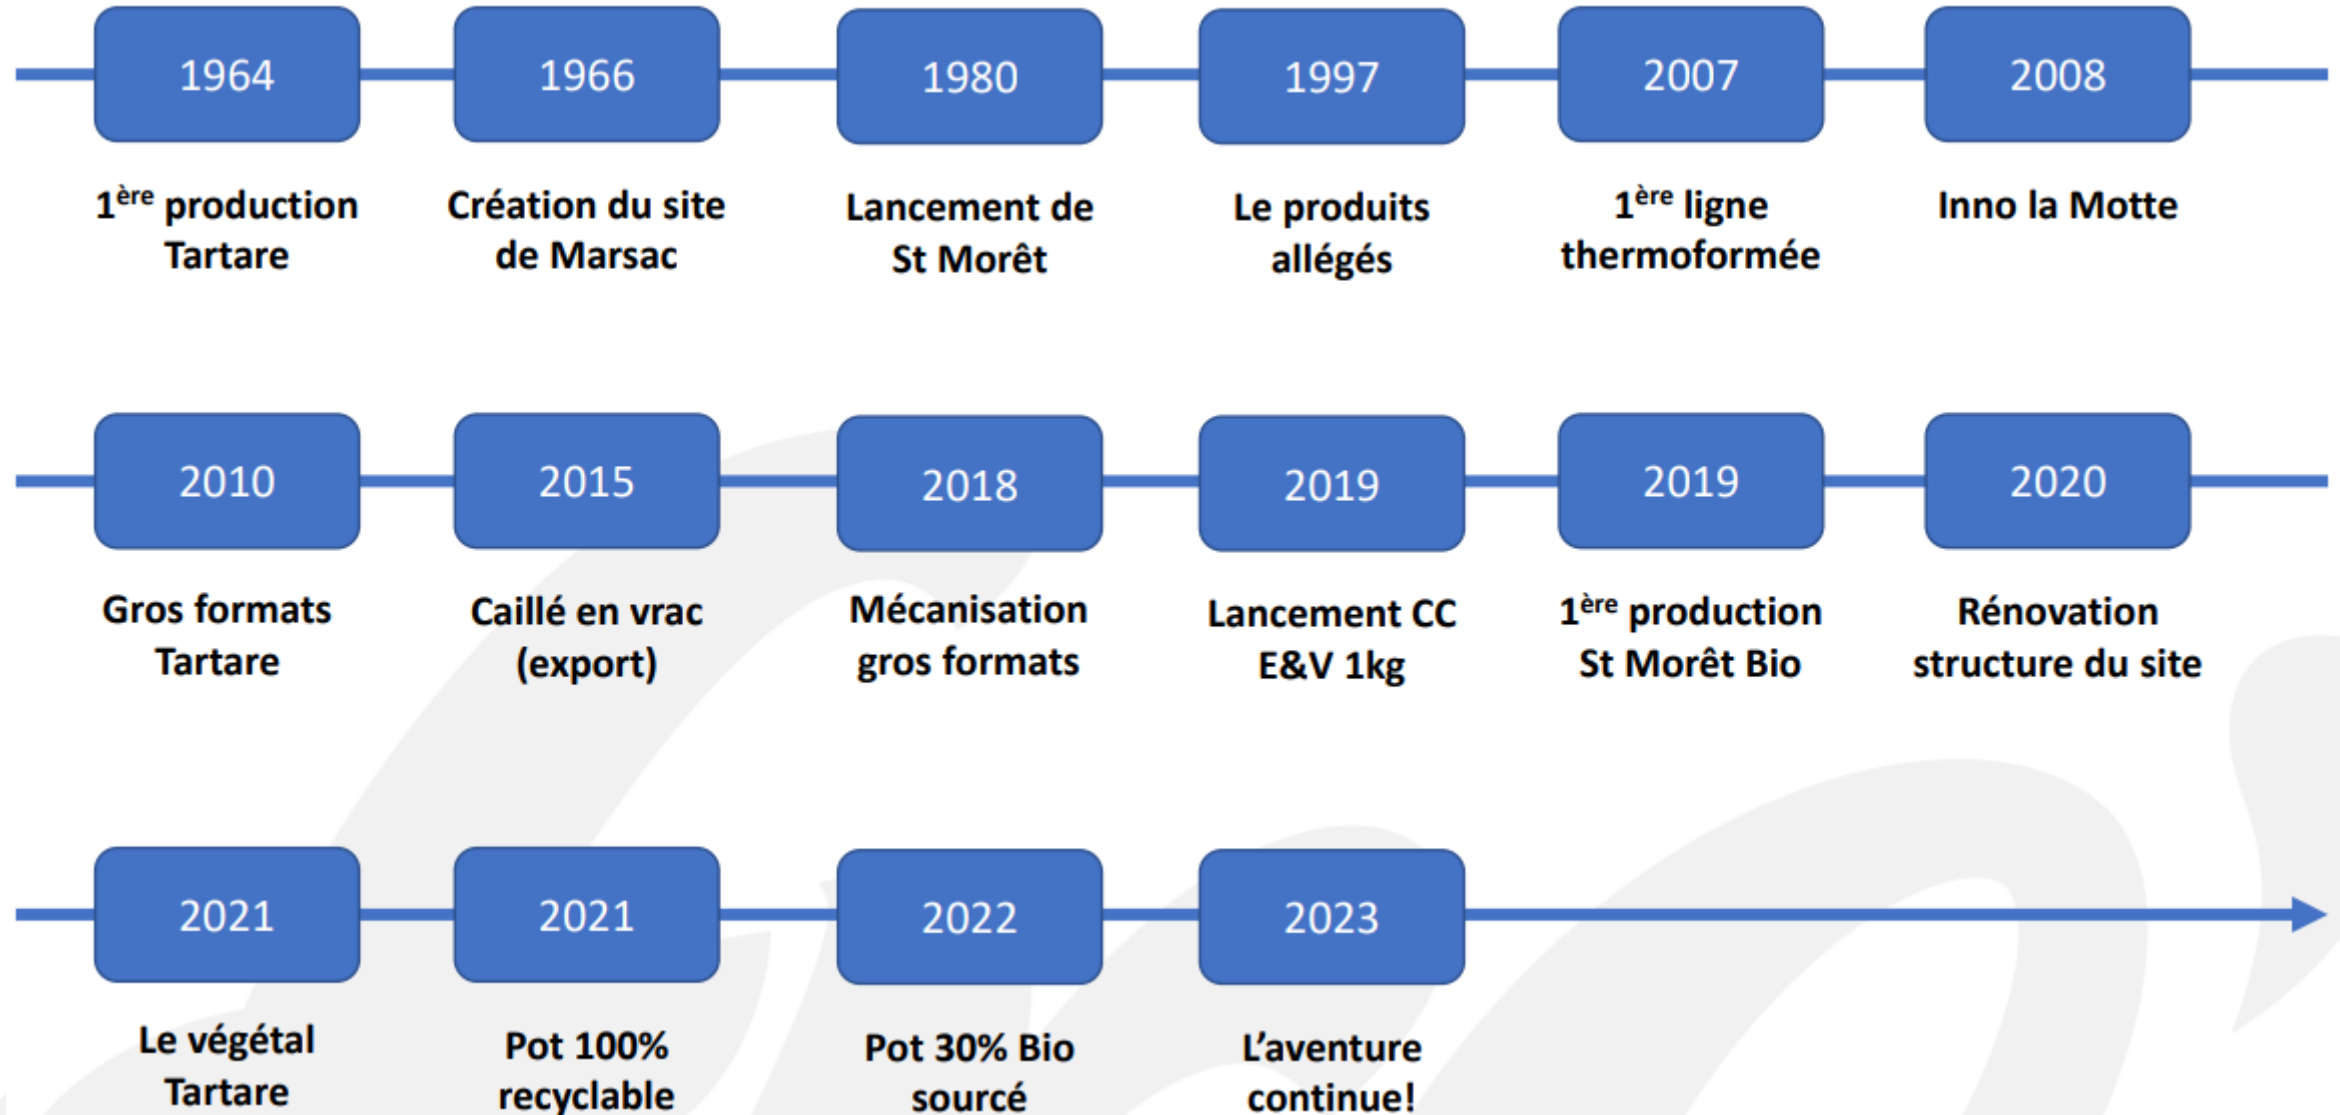 1964
1966
1980
1997
2007
2008
1ère production
Tartare
Création du site
de Marsac
Lancement de
St Morêt
Le produits
allégés
1ère ligne
thermoformée
Inno la Motte
2010
2015
2018
2019
2019
2020
Gros formats
Tartare
Caillé en vrac
(export)
Mécanisation
gros formats
Lancement CC
E&V 1kg
1ère production
St Morêt Bio
Rénovation
structure du site
2021
2021
2022
2023
Le végétal
Tartare
Pot 100%
recyclable
Pot 30% Bio
sourcé
L’aventure
continue!